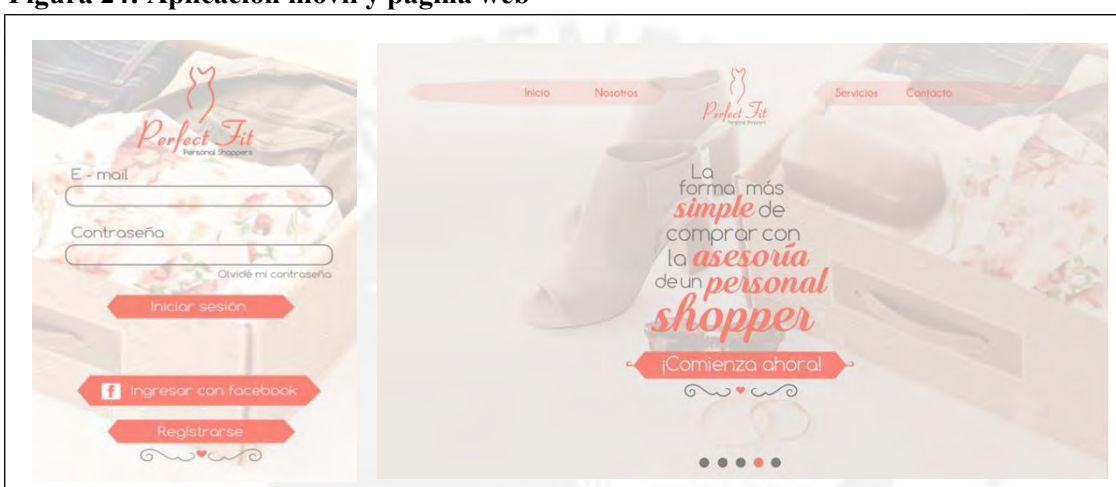 Figura 24: Aplicación móvil y página web
Perfect Fit
Personal Shoppers
E - mail
Contraseña
Olvidé mi contraseña
Iniciar sesión
f Ingresar con facebook
Regístrarse
Inicio Nosotros
Perfect Fit
Personal Shoppers
Servicios Contacto
La
forma más
simple de
comprar con
la asesoría
de un personal
shopper
¡Comienza ahora!